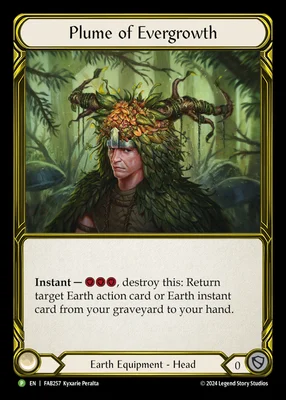 Plume of Evergrowth
Instant — , destroy this: Return
target Earth action card or Earth instant
card from your graveyard to your hand.
Earth Equipment - Head
0
P EN | FAB257 Kyxarie Peralta
© 2024 Legend Story Studios